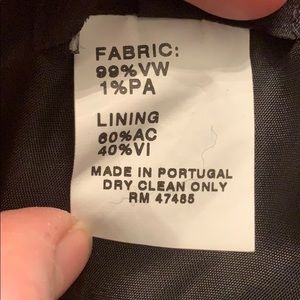 FABRIC:
99%VW
1%PA
LINING
60%AC
40%VI
MADE IN PORTUGAL
DRY CLEAN ONLY
RM 47485